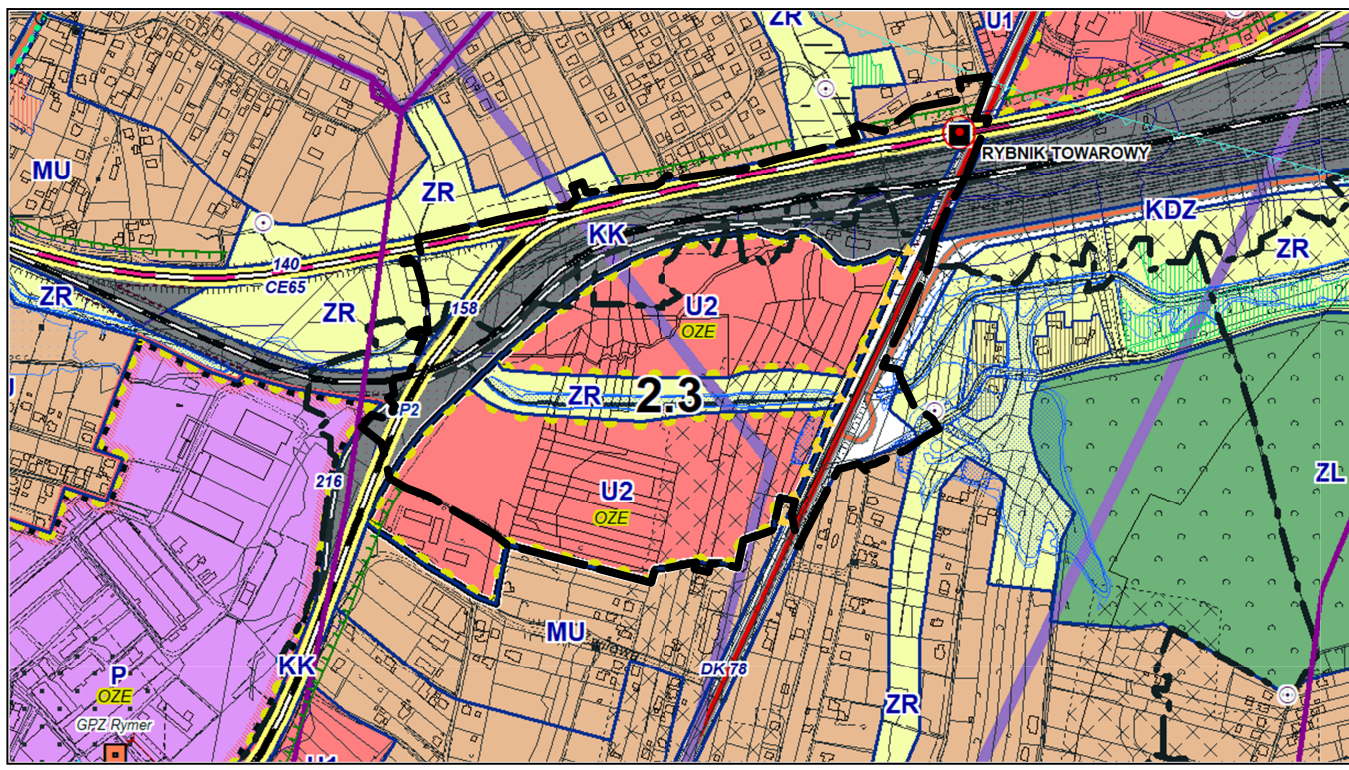 ZR
U1
MU
ZR
RYBNIK TOWAROWY
KDZ
KK
ZR
140
CE65
ZR
ZR
158
U2
OZE
ZR
2.3
P2
ZL
216
U2
OZE
MU
KK
DK 78
P
OZE
ZR
GPZ Rymer
U1